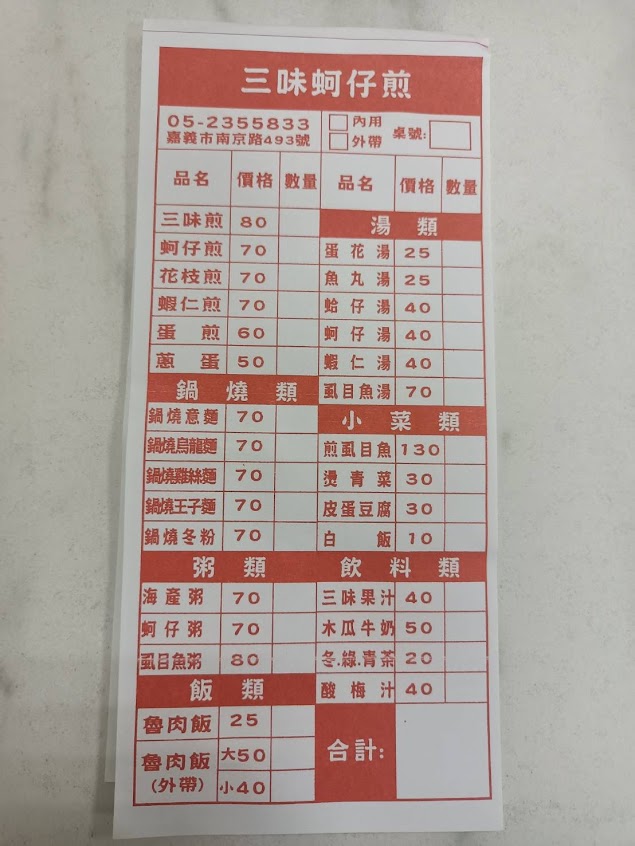 三味蚵仔煎
05-2355833
嘉義市南京路493號
內用
外帶
桌號:
品名 價格 數量 品名 價格 數量
三味煎 80
蚵仔煎 70
花枝煎 70
蝦仁煎 70
蛋煎 60
蔥蛋 50
鍋燒類
鍋燒意麵 70
鍋燒烏龍麵 70
鍋燒雞絲麵 70
鍋燒王子麵 70
鍋燒冬粉 70
粥類
海產粥 70
蚵仔粥 70
虱目魚粥 80
飯類
魯肉飯 25
魯肉飯 大50
(外帶) 小40
湯類
蛋花湯 25
魚丸湯 25
蛤仔湯 40
蚵仔湯 40
蝦仁湯 40
虱目魚湯 70
小菜類
煎虱目魚 130
燙青菜 30
皮蛋豆腐 30
白飯 10
飲料類
三味果汁 40
木瓜牛奶 50
冬.綠.青茶 20
酸梅汁 40
合計: